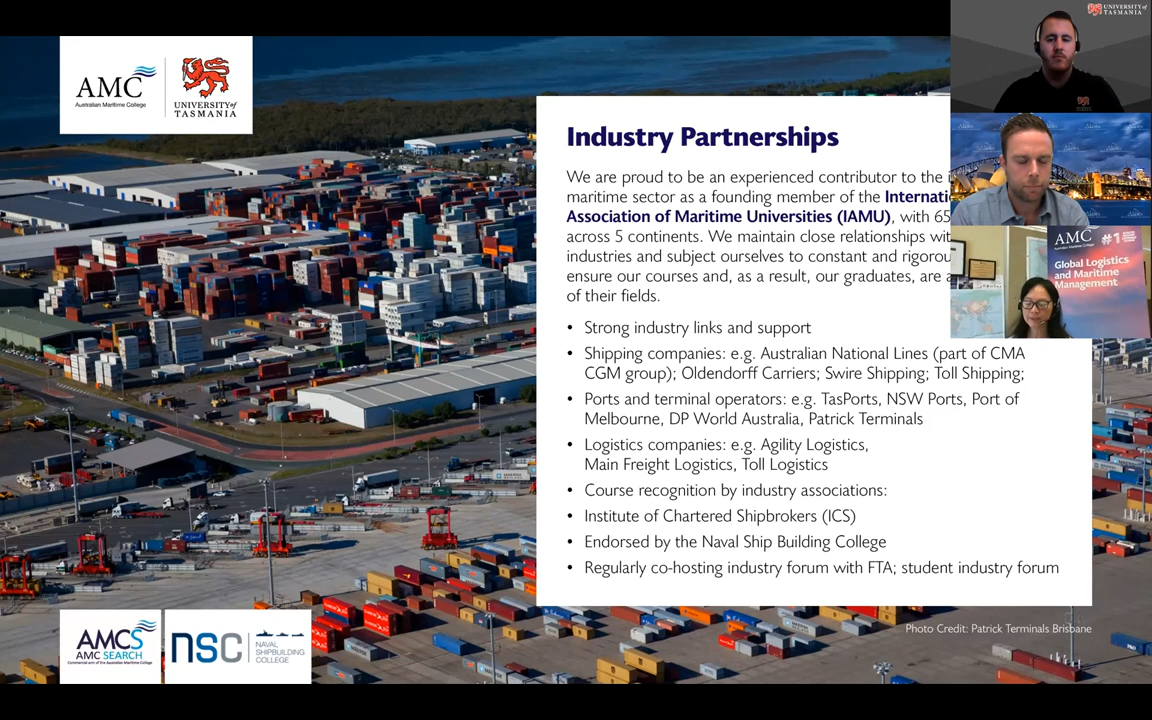 AMC
Australian Maritime College
UNIVERSITY of
TASMANIA
UNIVERSITY of
TASMANIA
Industry Partnerships
We are proud to be an experienced contributor to the
maritime sector as a founding member of the
Association of Maritime Universities (IAMU), with 65
across 5 continents. We maintain close relationships
industries and subject ourselves to constant and
ensure our courses and, as a result, our graduates, are
of their fields.
• Strong industry links and support
• Shipping companies: e.g. Australian National Lines (part of CMA
CGM group); Oldendorff Carriers; Swire Shipping; Toll Shipping;
• Ports and terminal operators: e.g. TasPorts, NSW Ports, Port of
Melbourne, DP World Australia, Patrick Terminals
• Logistics companies: e.g. Agility Logistics,
Main Freight Logistics, Toll Logistics
• Course recognition by industry associations:
• Institute of Chartered Shipbrokers (ICS)
• Endorsed by the Naval Ship Building College
• Regularly co-hosting industry forum with FTA; student industry forum
AMC
#1
Global Logistics
and Maritime
Management
Photo Credit: Patrick Terminals Brisbane
AMCS
AMC SEARCH
Commercial arm of the Australian Maritime College
nsc
NAVAL
SHIPBUILDING
COLLEGE